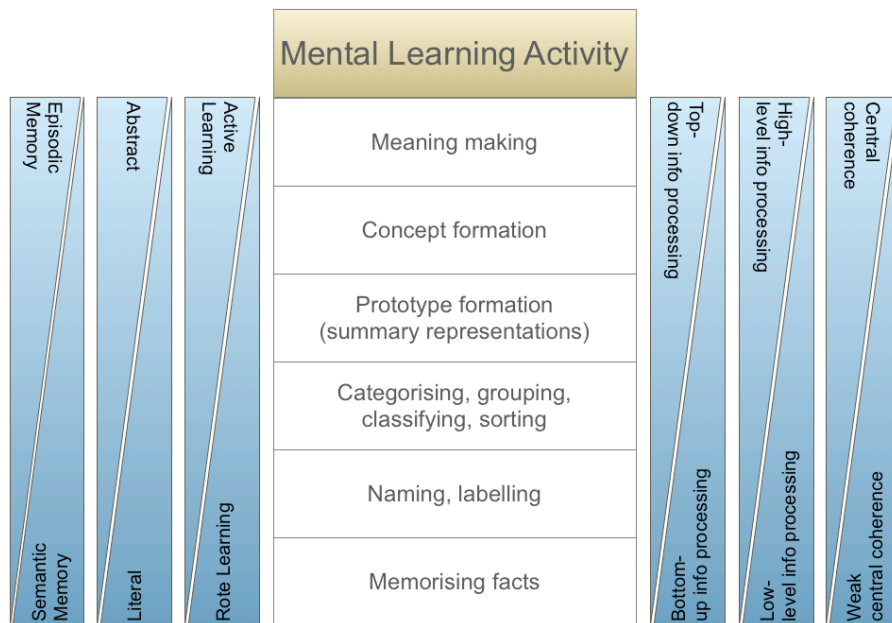 Mental Learning Activity
Episodic
Memory
Abstract
Active
Learning
Meaning making
Concept formation
Prototype formation
(summary representations)
Categorising, grouping,
classifying, sorting
Naming, labelling
Memorising facts
Semantic
Memory
Literal
Rote Learning
Top-
down info processing
High-
level info processing
Central
coherence
Bottom-
up info processing
Low-
level info processing
Weak
central coherence